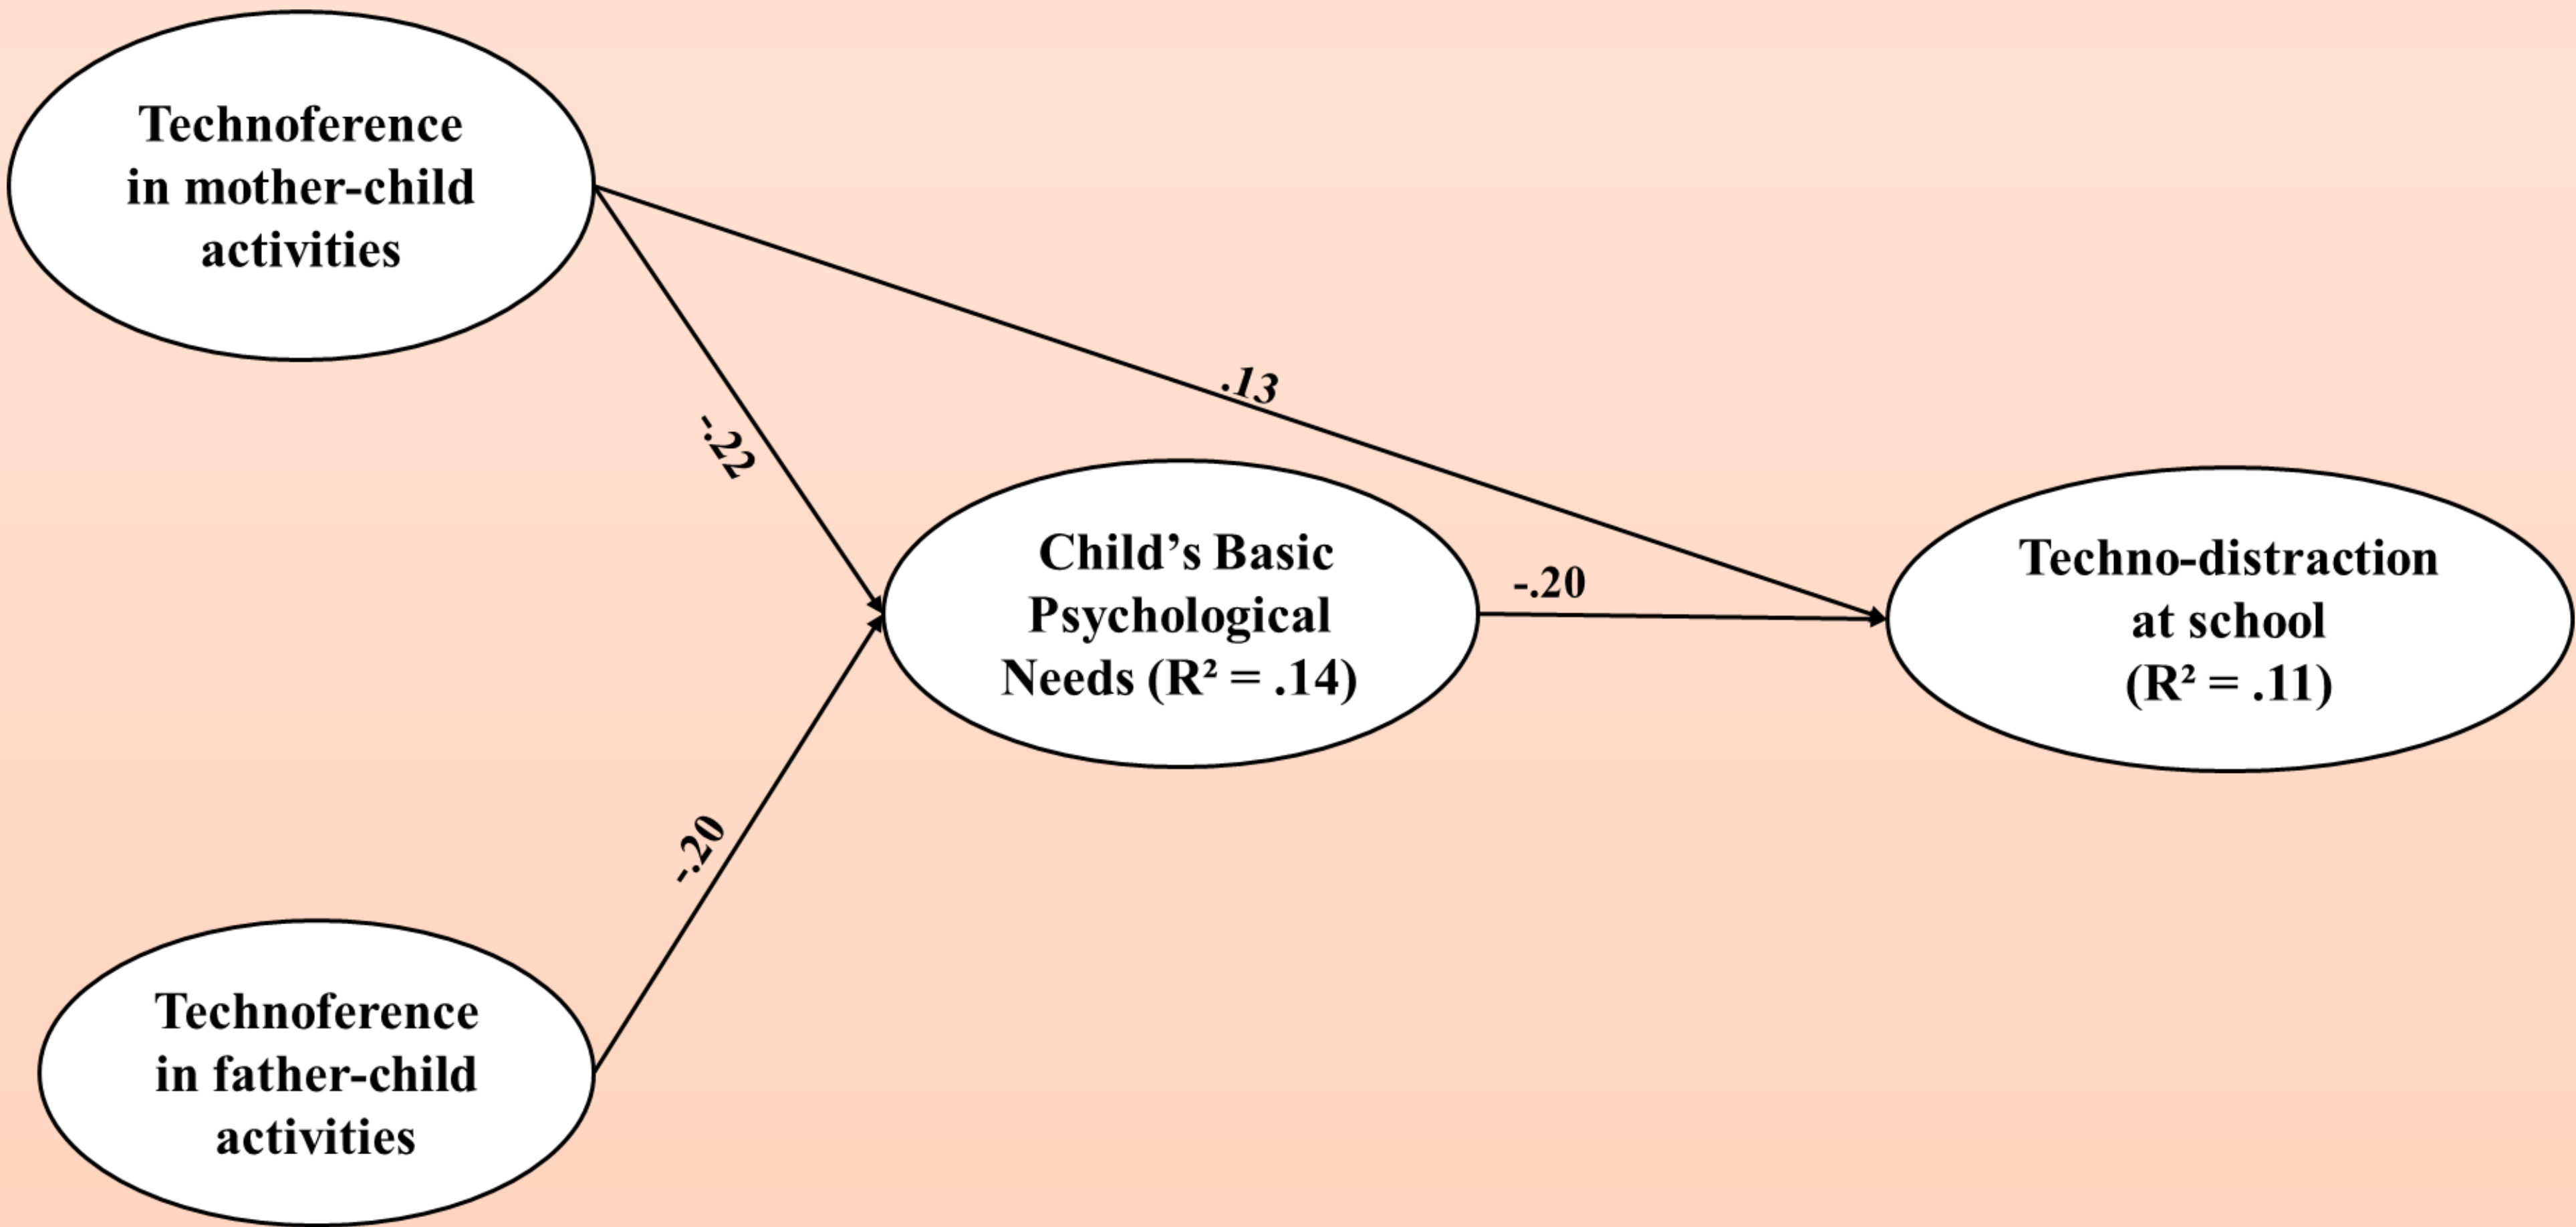 Technoference
in mother-child
activities
.13
-.22
Child’s Basic
Psychological
Needs (R² = .14)
-.20
Techno-distraction
at school
(R² = .11)
-.20
Technoference
in father-child
activities